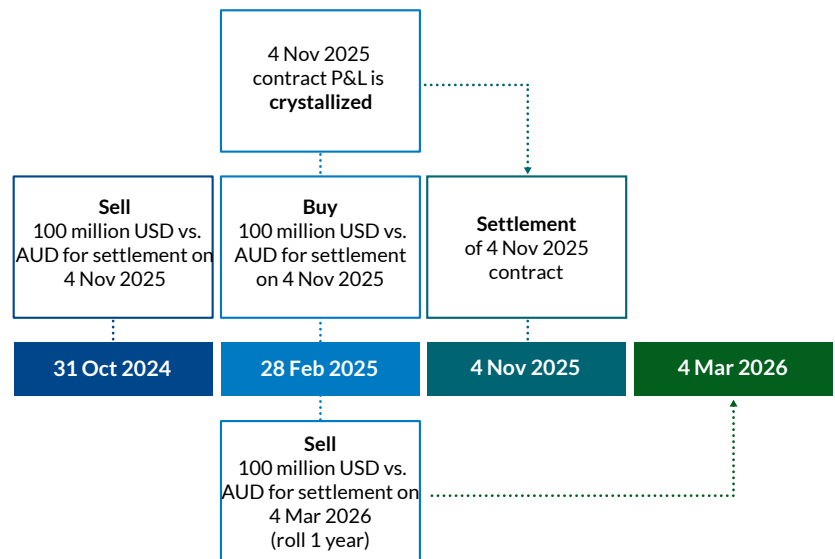 4 Nov 2025
contract P&L is
crystallized
Sell
100 million USD vs.
AUD for settlement on
4 Nov 2025
Buy
100 million USD vs.
AUD for settlement
on 4 Nov 2025
Settlement
of 4 Nov 2025
contract
31 Oct 2024
28 Feb 2025
4 Nov 2025
4 Mar 2026
Sell
100 million USD vs.
AUD for settlement on
4 Mar 2026
(roll 1 year)